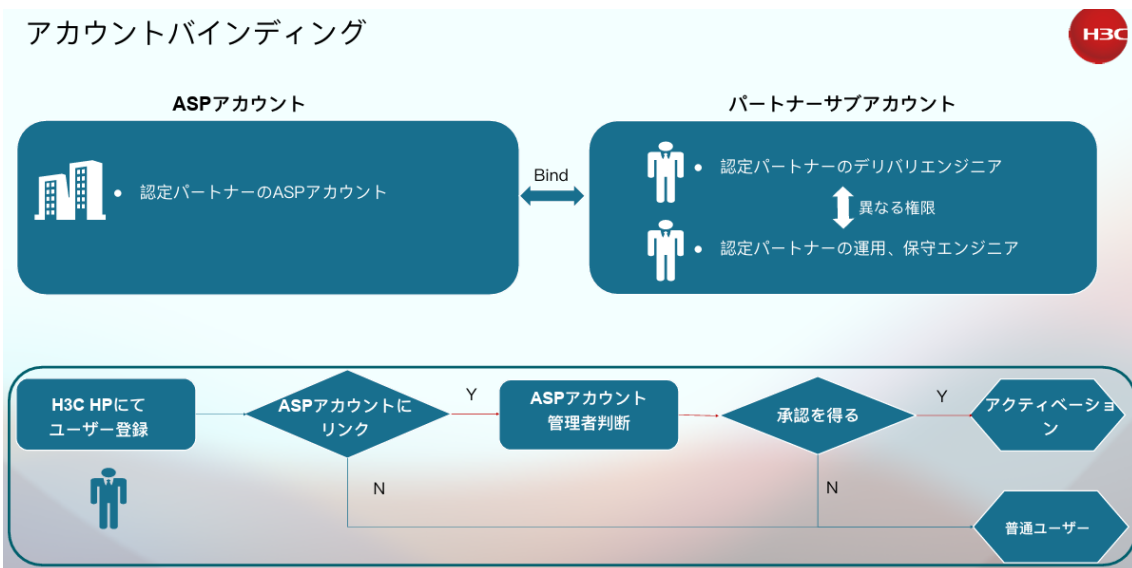 アカウントバインディング
H3C
ASPアカウント
パートナーサブアカウント
• 認定パートナーのASPアカウント
Bind
• 認定パートナーのデリバリエンジニア
異なる権限
• 認定パートナーの運用、保守エンジニア
H3C HPにて
ユーザー登録
ASPアカウントに
リンク
Y
ASPアカウント
管理者判断
承認を得る
Y
アクティベーショ
ン
N
N
普通ユーザー